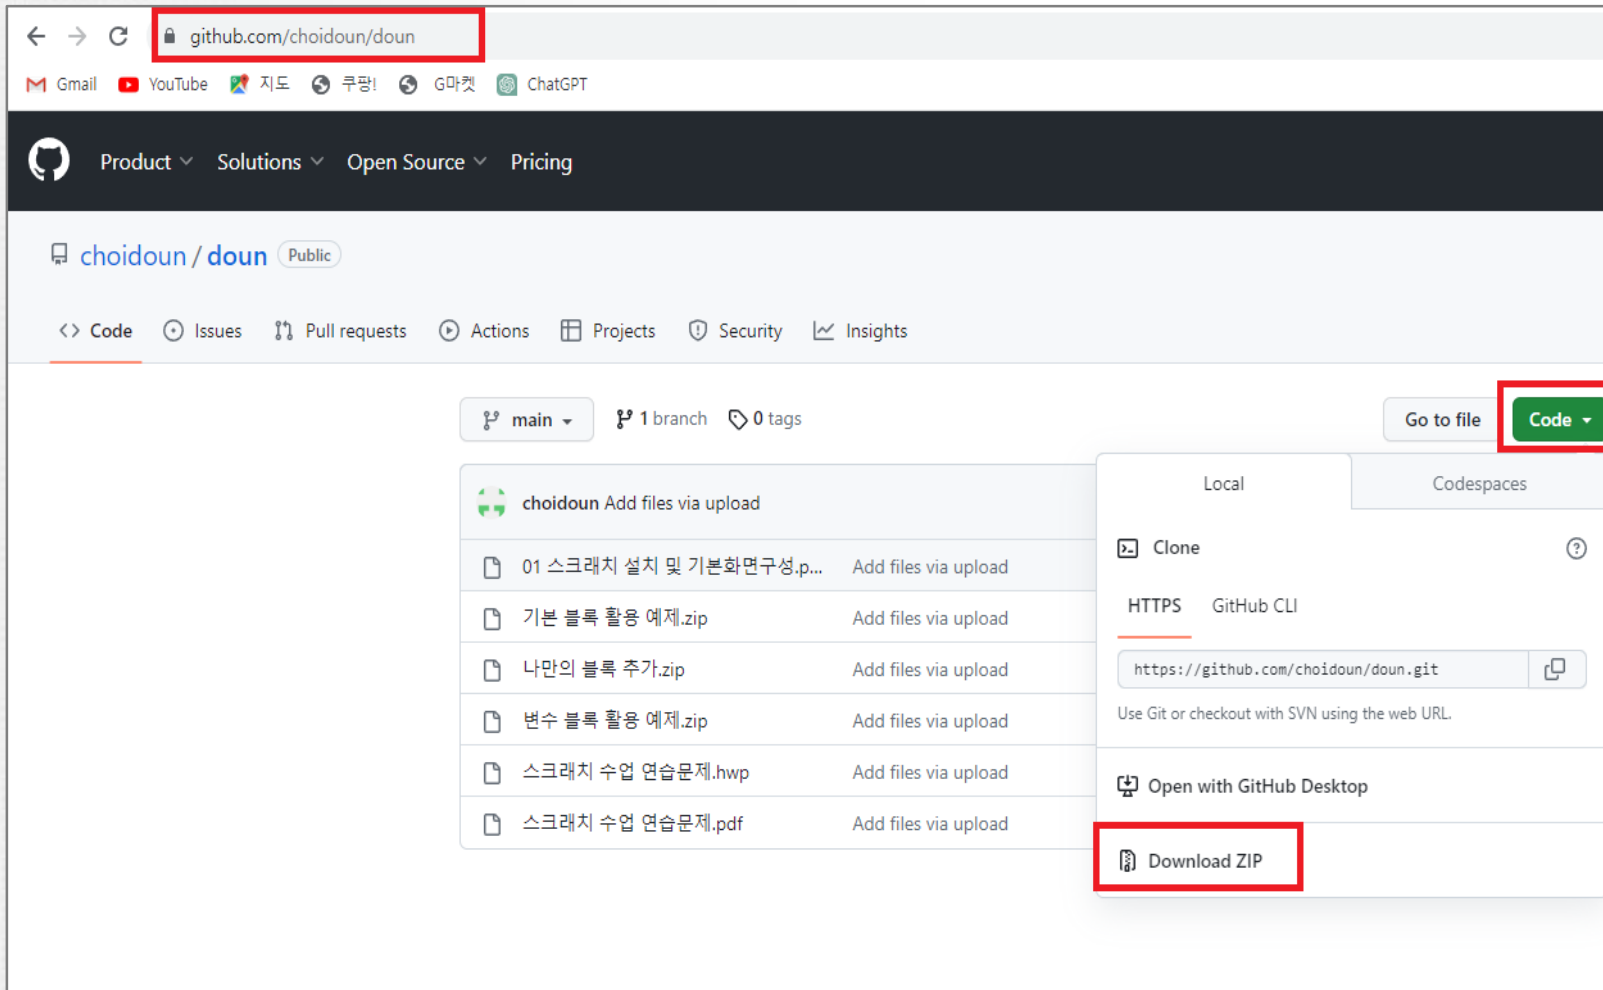 github.com/choidoun/doun
Gmail YouTube 지도 쿠팡! G마켓 ChatGPT
Product Solutions Open Source Pricing
choidoun / doun Public
Code Issues Pull requests Actions Projects Security Insights
main 1 branch 0 tags Go to file Code
choidoun Add files via upload
01 스크래치 설치 및 기본화면구성.p... Add files via upload
기본 블록 활용 예제.zip Add files via upload
나만의 블록 추가.zip Add files via upload
변수 블록 활용 예제.zip Add files via upload
스크래치 수업 연습문제.hwp Add files via upload
스크래치 수업 연습문제.pdf Add files via upload
Local Codespaces
Clone
HTTPS GitHub CLI
https://github.com/choidoun/doun.git
Use Git or checkout with SVN using the web URL.
Open with GitHub Desktop
Download ZIP